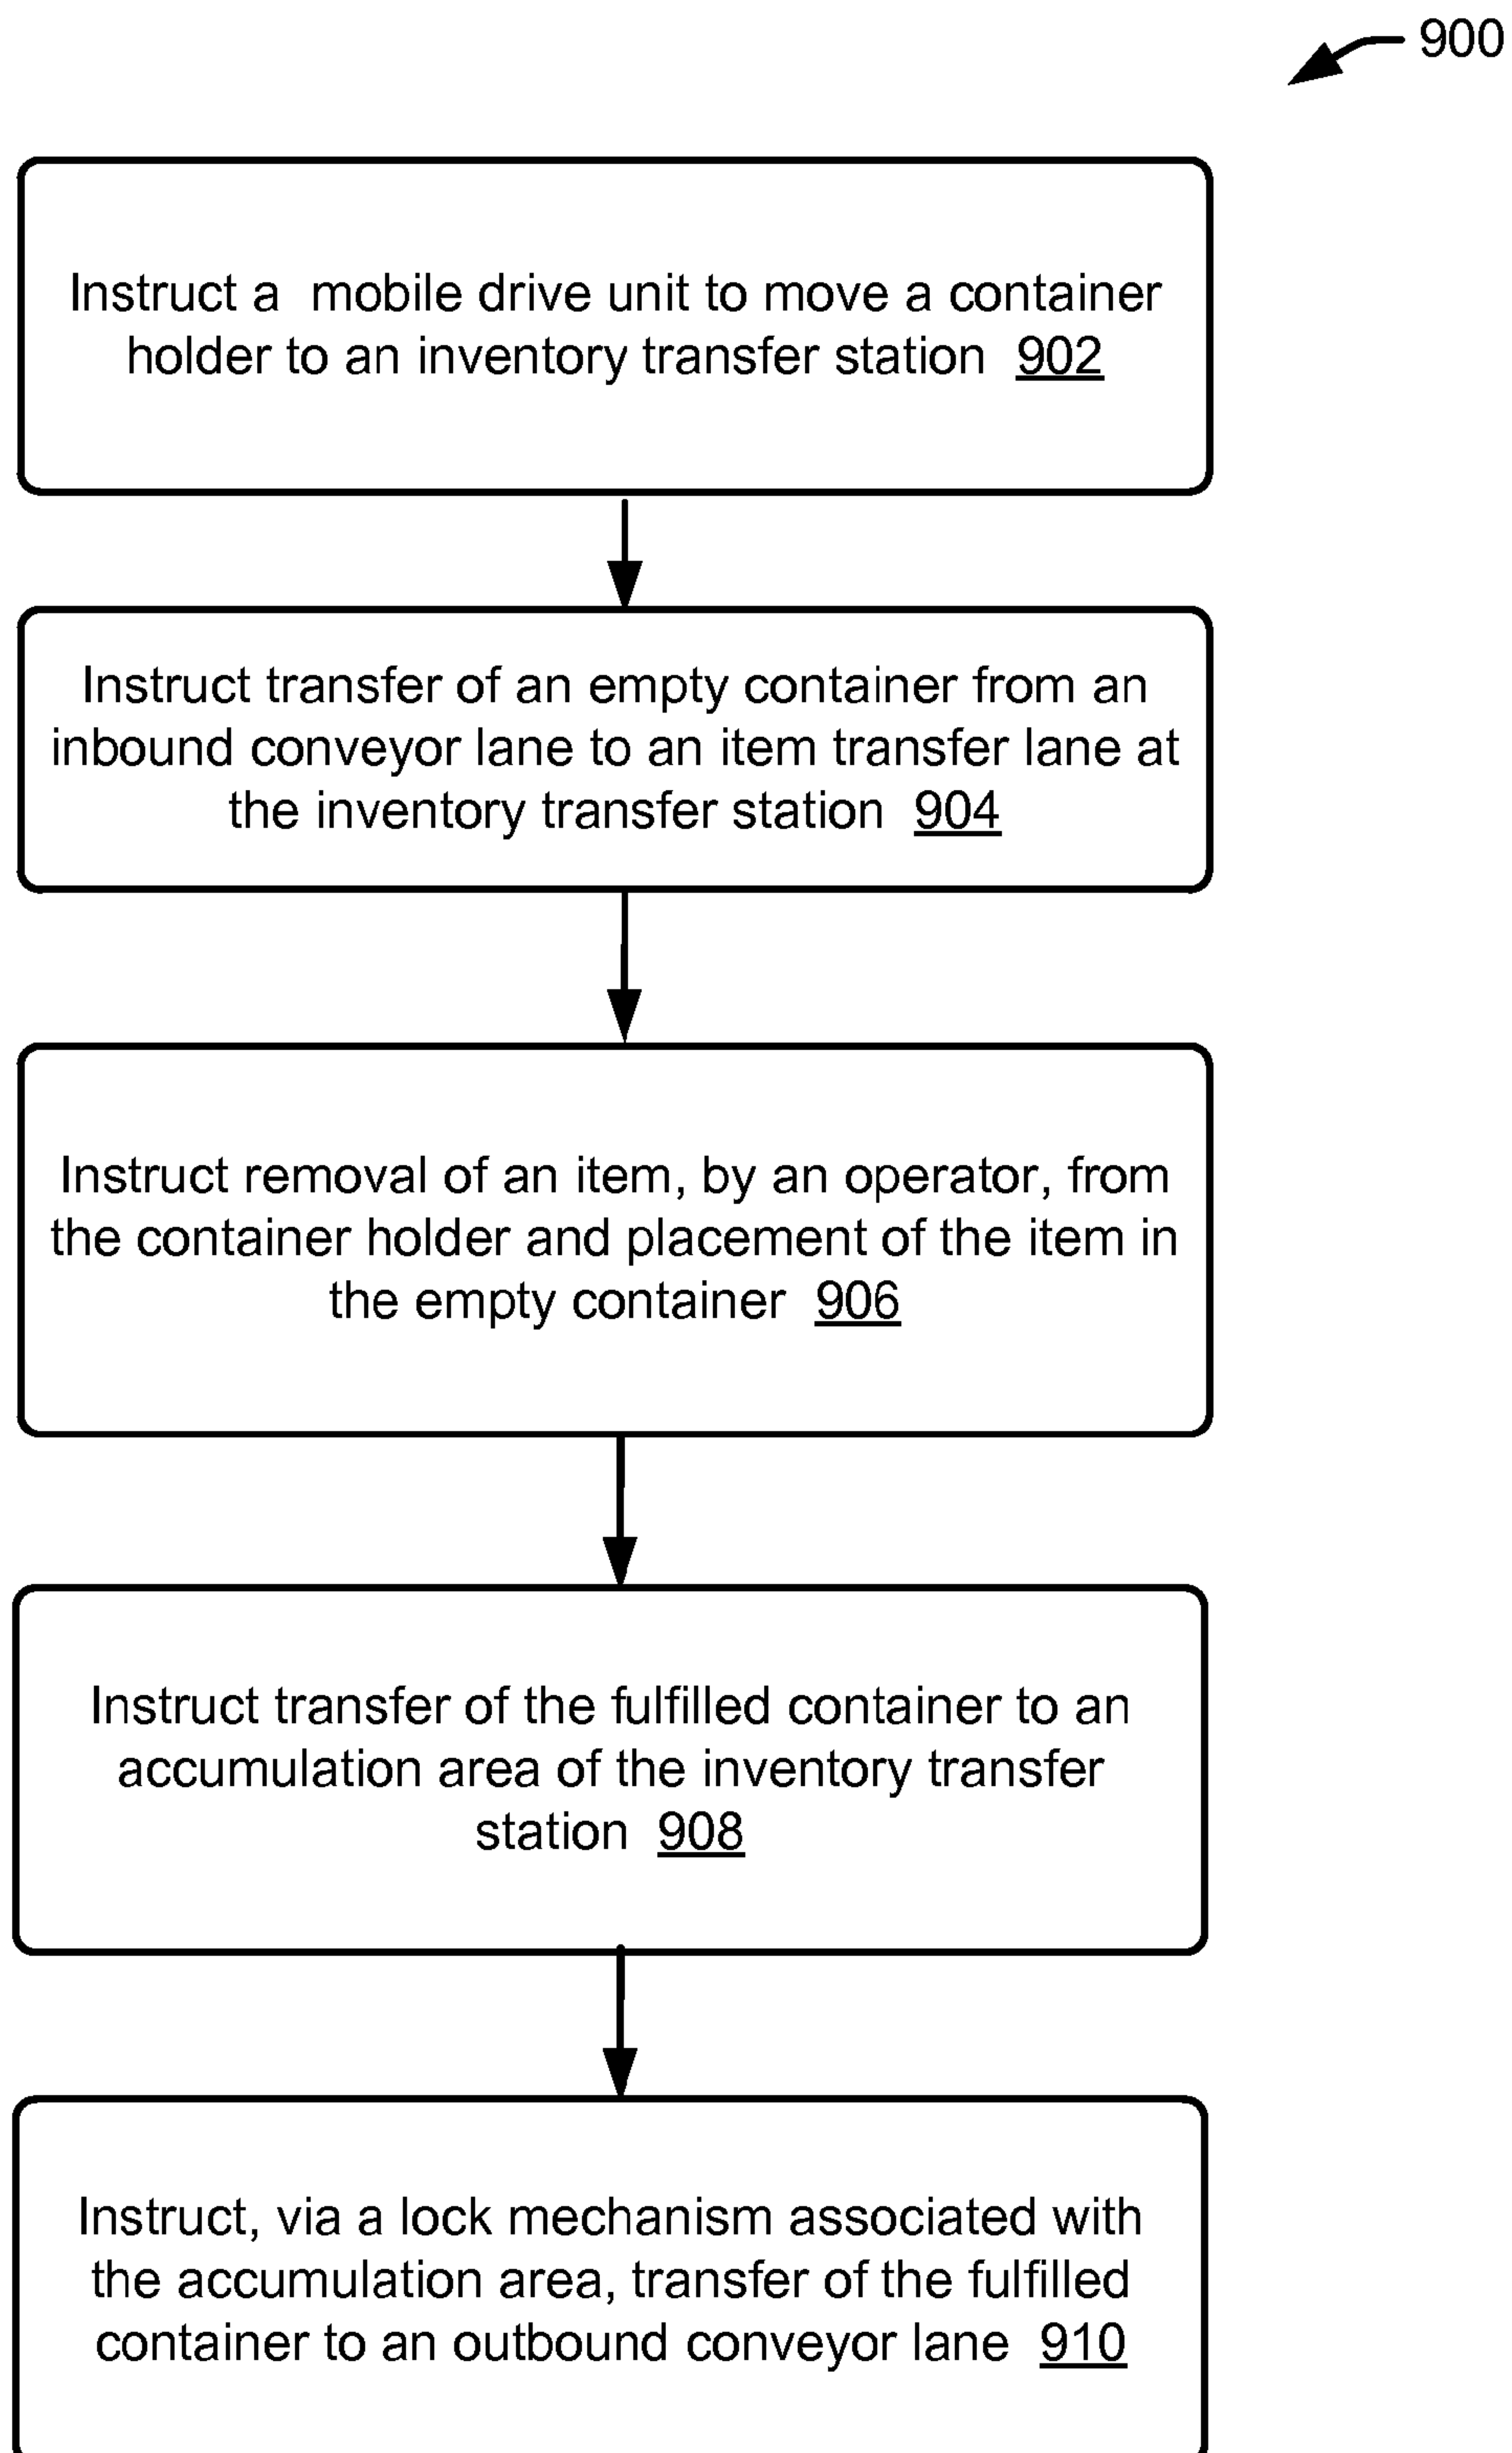 900
Instruct a mobile drive unit to move a container
holder to an inventory transfer station 902
Instruct transfer of an empty container from an
inbound conveyor lane to an item transfer lane at
the inventory transfer station 904
Instruct removal of an item, by an operator, from
the container holder and placement of the item in
the empty container 906
Instruct transfer of the fulfilled container to an
accumulation area of the inventory transfer
station 908
Instruct, via a lock mechanism associated with
the accumulation area, transfer of the fulfilled
container to an outbound conveyor lane 910